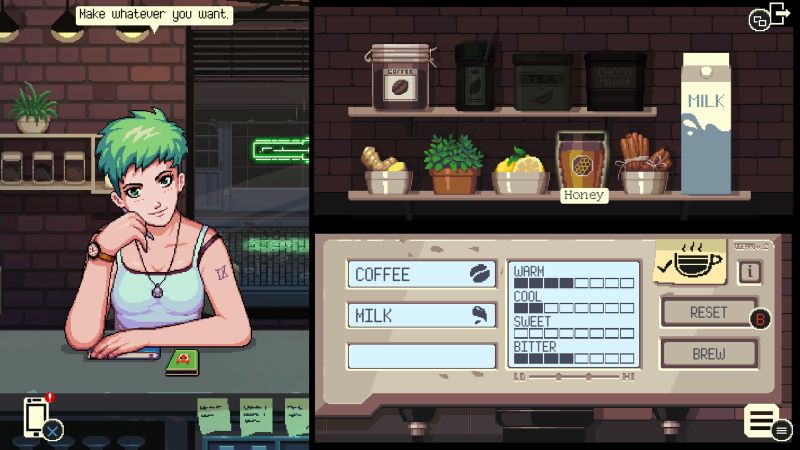 Make whatever you want.
COFFEE
TEA
CHOCO
POWDER
MILK
Honey
IX
COFFEE
MILK
WARM
COOL
SWEET
BITTER
LO
HI
i
RESET
B
BREW